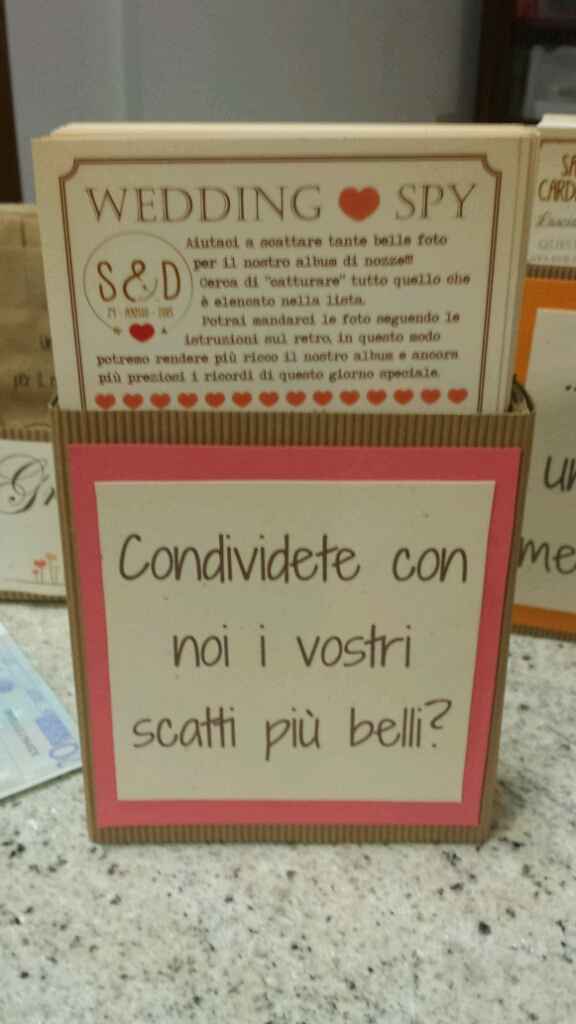 WEDDING SPY
Aiutaci a scattare tante belle foto
per il nostro album di nozze!!!
Cerca di "catturare" tutto quello che
è elencato nella lista.
Potrai mandarci le foto seguendo le
istruzioni sul retro, in questo modo
potremo rendere più ricco il nostro album e ancora
più preziosi i ricordi di questo giorno speciale.
S&D
Condividete con
noi i vostri
scatti più belli?